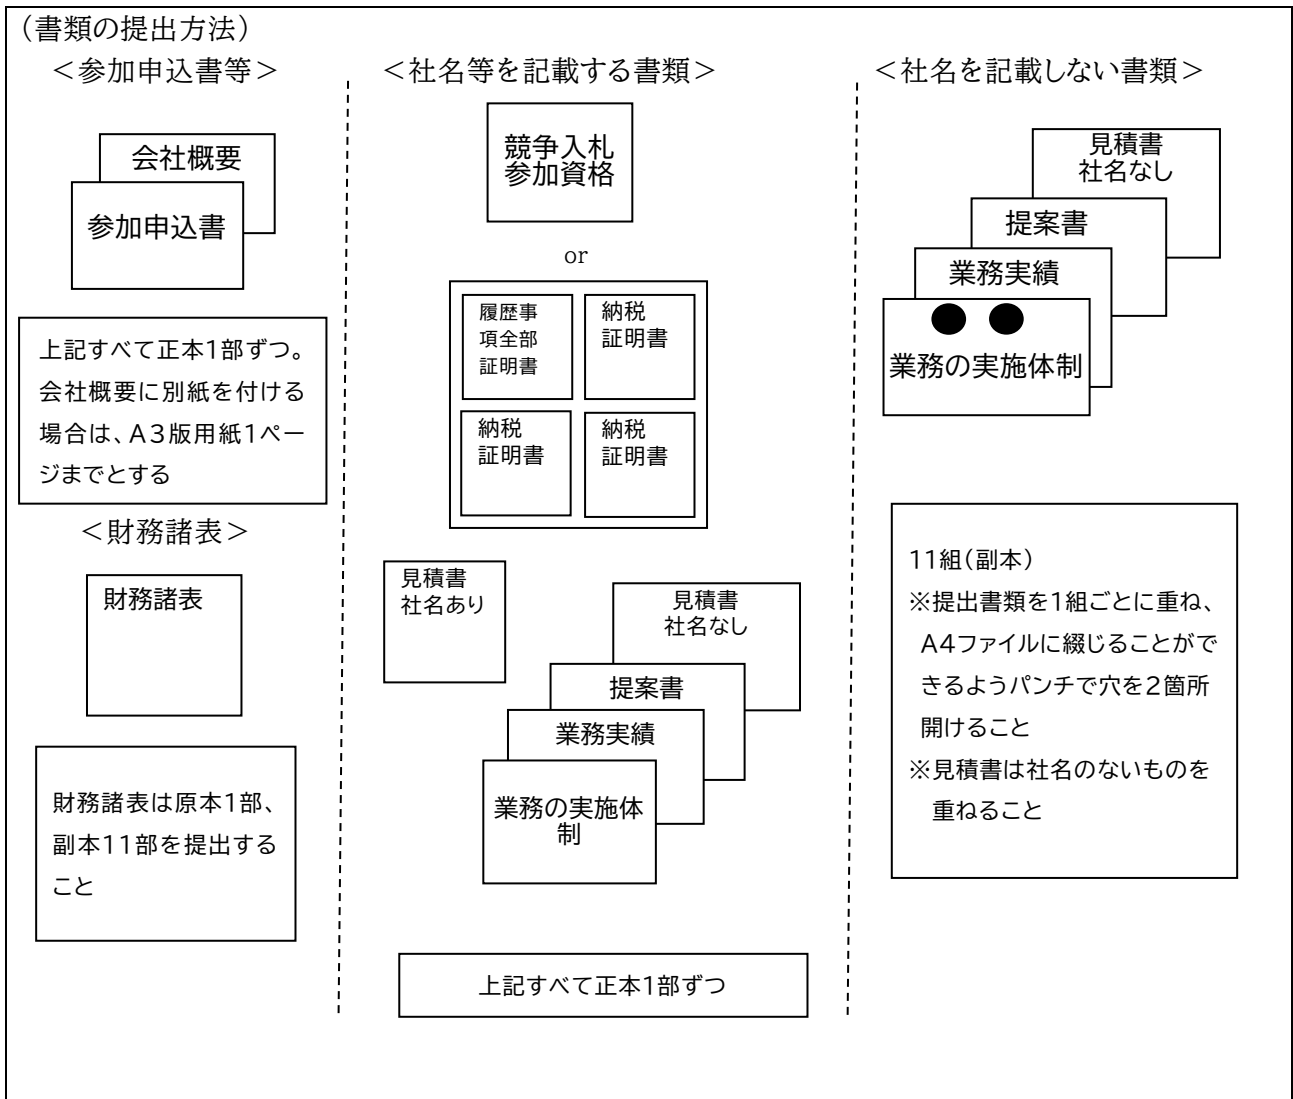 （書類の提出方法）
＜参加申込書等＞
会社概要
参加申込書
上記すべて正本1部ずつ。
会社概要に別紙を付ける
場合は、A3版用紙1ペー
ジまでとする
＜財務諸表＞
財務諸表
財務諸表は原本1部、
副本11部を提出する
こと
＜社名等を記載する書類＞
競争入札
参加資格
or
履歴事
項全部
証明書
納税
証明書
納税
証明書
納税
証明書
見積書
社名あり
見積書
社名なし
提案書
業務実績
業務の実施体
制
上記すべて正本1部ずつ
＜社名を記載しない書類＞
見積書
社名なし
提案書
業務実績
業務の実施体制
11組（副本）
※提出書類を1組ごとに重ね、
A4ファイルに綴じることがで
きるようパンチで穴を2箇所
開けること
※見積書は社名のないものを
重ねること